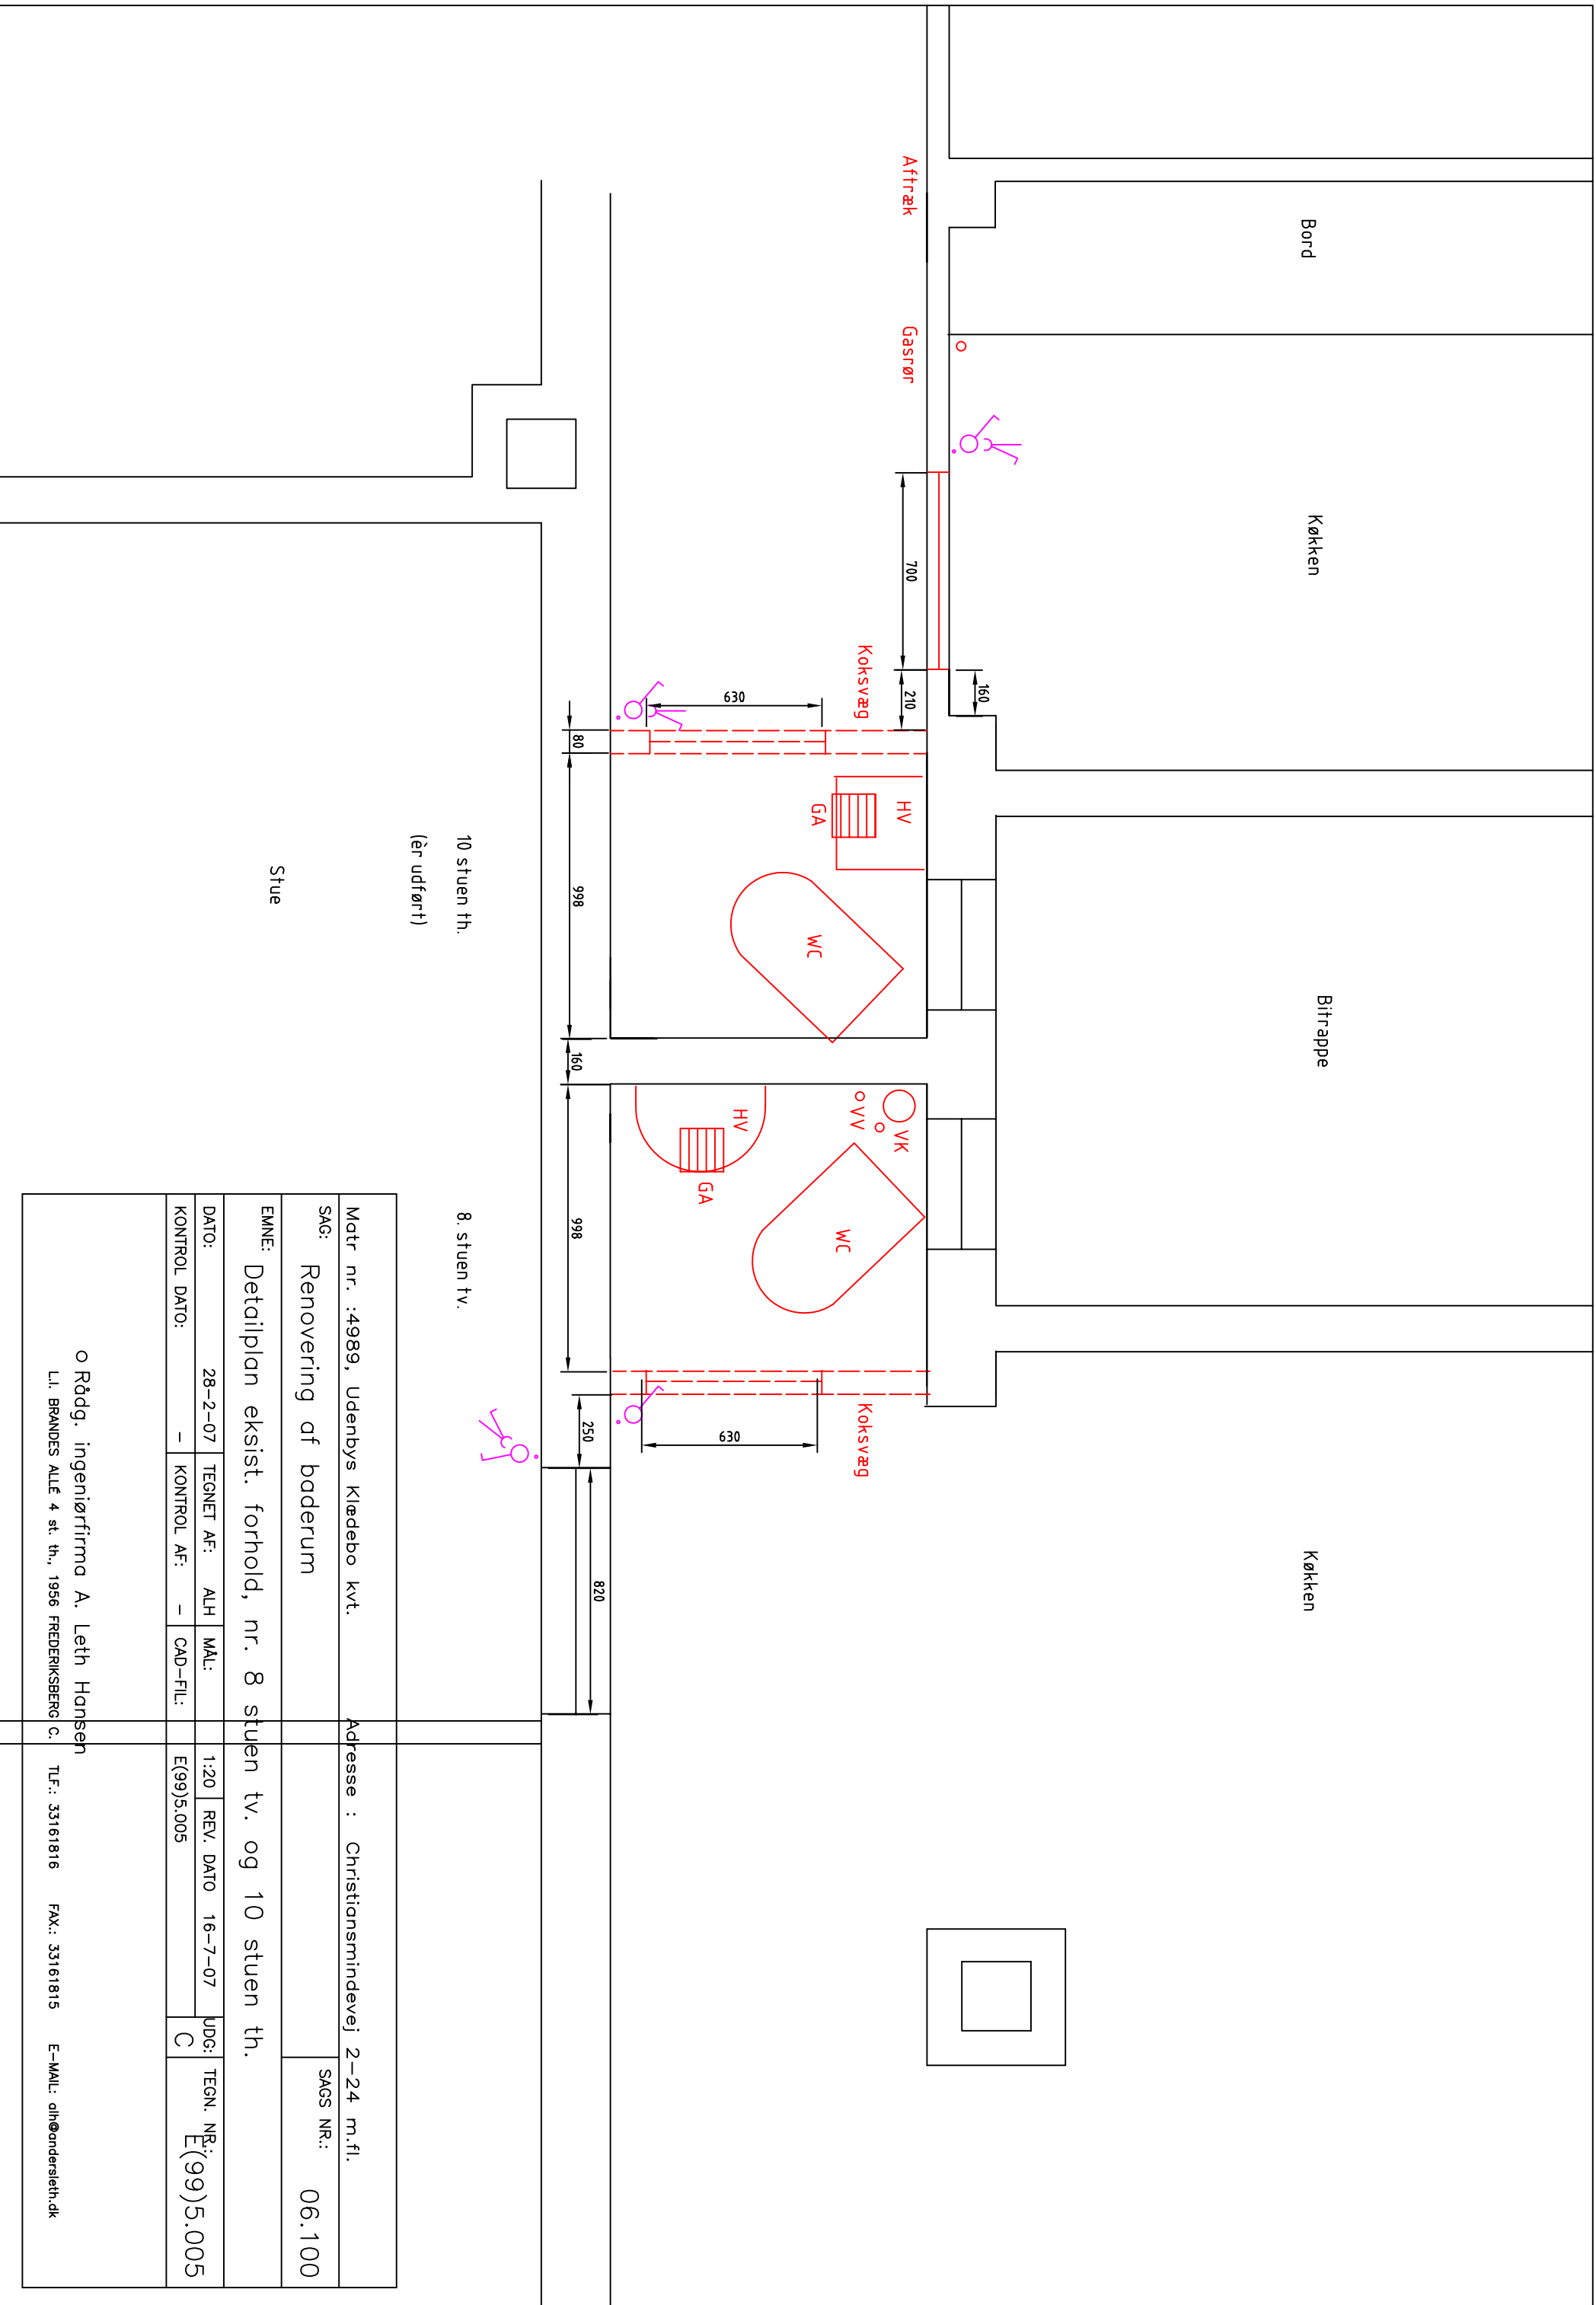 Bord
Køkken
Bitrappe
Køkken
Aftræk
Gasrør
700
210
160
Koksvæg
630
80
998
HV
GA
WC
160
VV
VK
HV
GA
WC
998
Koksvæg
630
250
820
10 stuen th.
(èr udført)
8. stuen tv.
Stue
Matr nr. :4989, Udenbys Klædebo kvt. Adresse : Christiansmindevej 2-24 m.fl.
SAG: Renovering af baderum SAGS NR.: 06.100
EMNE: Detailplan eksist. forhold, nr. 8 stuen tv. og 10 stuen th.
DATO: 28-2-07 TEGNET AF: ALH MÅL: 1:20 REV. DATO 16-7-07 UDG: C TEGN. NR.: E(99)5.005
KONTROL DATO: - KONTROL AF: - CAD-FIL: E(99)5.005
O Rådg. ingeniørfirma A. Leth Hansen
L.I. BRANDES ALLÉ 4 st. th., 1956 FREDERIKSBERG C. TLF.: 33161816 FAX.: 33161815 E-MAIL: alh@andersleth.dk